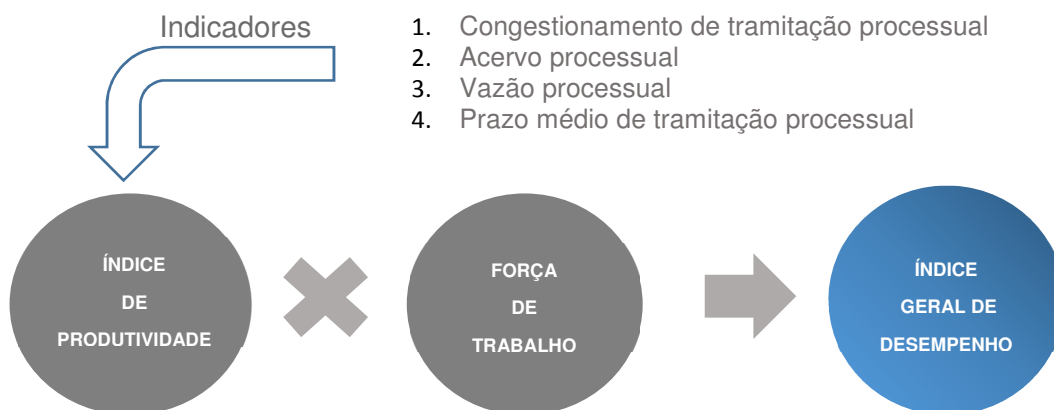 Indicadores
1. Congestionamento de tramitação processual
2. Acervo processual
3. Vazão processual
4. Prazo médio de tramitação processual
ÍNDICE
DE
PRODUTIVIDADE
FORÇA
DE
TRABALHO
ÍNDICE
GERAL DE
DESEMPENHO